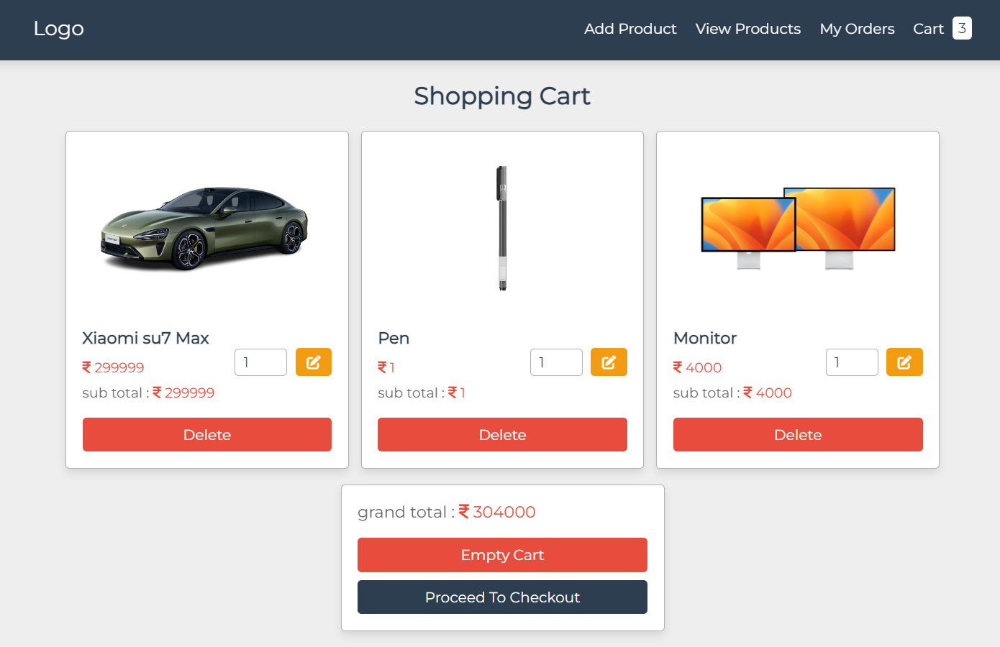 Logo
Add Product View Products My Orders Cart 3
Shopping Cart
Xiaomi su7 Max
₹ 299999
1
sub total : ₹ 299999
Delete
Pen
₹ 1
1
sub total : ₹ 1
Delete
Monitor
₹ 4000
1
sub total : ₹ 4000
Delete
grand total : ₹ 304000
Empty Cart
Proceed To Checkout